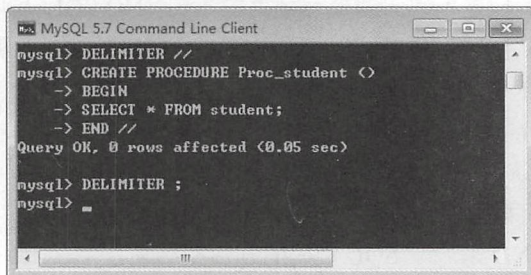 MySQL 5.7 Command Line Client
mysql> DELIMITER //
mysql> CREATE PROCEDURE Proc_student ()
    -> BEGIN
    -> SELECT * FROM student;
    -> END //
Query OK, 0 rows affected (0.05 sec)

mysql> DELIMITER ;
mysql> _